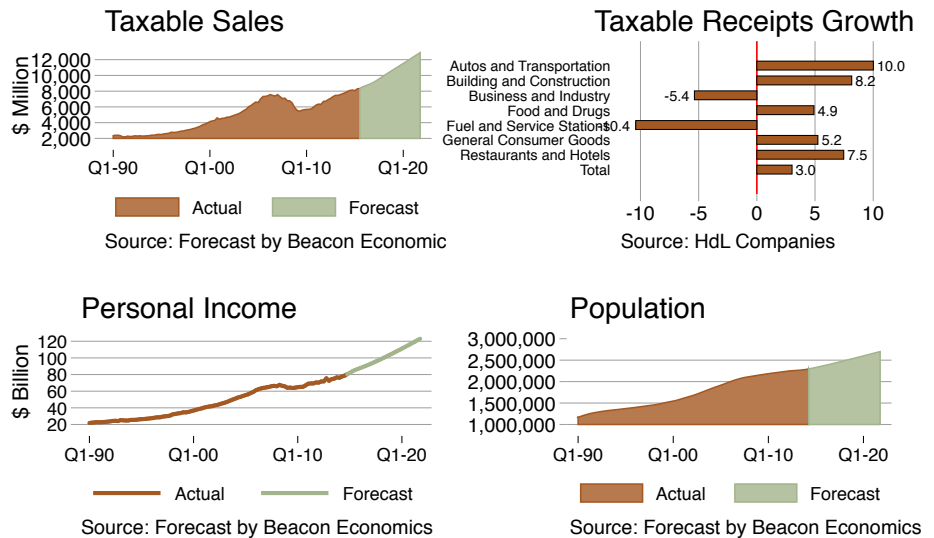 Taxable Sales
$ Million
12,000
10,000
8,000
6,000
4,000
2,000
Q1-90 Q1-00 Q1-10 Q1-20
Actual Forecast
Source: Forecast by Beacon Economic
Taxable Receipts Growth
Autos and Transportation 10.0
Building and Construction 8.2
Business and Industry -5.4
Food and Drugs 4.9
Fuel and Service Stations -10.4
General Consumer Goods 5.2
Restaurants and Hotels 7.5
Total 3.0
-10 -5 0 5 10
Source: HdL Companies
Personal Income
$ Billion
120
100
80
60
40
20
Q1-90 Q1-00 Q1-10 Q1-20
Actual Forecast
Source: Forecast by Beacon Economics
Population
3,000,000
2,500,000
2,000,000
1,500,000
1,000,000
Q1-90 Q1-00 Q1-10 Q1-20
Actual Forecast
Source: Forecast by Beacon Economics